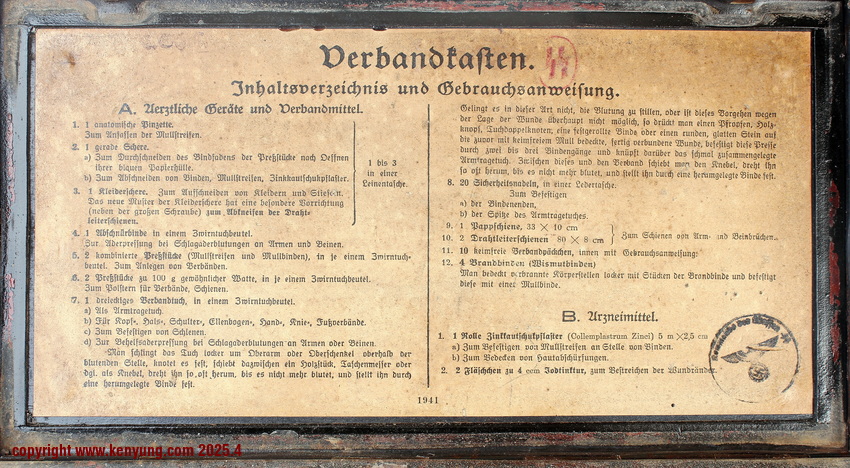 Verbandkasten.
Inhaltsverzeichnis und Gebrauchsanweisung.
A. Aerztliche Geräte und Verbandmittel.
1. 1 anatomische Pinzette.
Zum Anfassen der Mullstreifen.
2. 1 gerade Schere.
a) Zum Durchschneiden des Bindfadens der Preßstücke nach Oeffnen
ihrer blauen Papierhülle.
b) Zum Abschneiden von Binden, Mullstreifen, Zinkkautschukpflaster.
3. 1 Kleiderschere. Zum Aufschneiden von Kleidern und Stiefeln.
Das neue Muster der Kleiderschere hat eine besondere Vorrichtung
(neben der großen Schraube) zum Abkneifen der Draht-
leiterschienen.
1 bis 3
in einer
Leinentasche.
4. 1 Abschnürbinde in einem Zwirntuchbeutel.
Zur Aderpressung bei Schlagaderblutungen an Armen und Beinen.
5. 2 kombinierte Preßstücke (Mullstreifen und Mullbinden), in je einem Zwirntuch-
beutel. Zum Anlegen von Verbänden.
6. 2 Preßstücke zu 100 g gewöhnlicher Watte, in je einem Zwirntuchbeutel.
Zum Polstern für Verbände, Schienen.
7. 1 dreieckiges Verbandtuch, in einem Zwirntuchbeutel.
a) Als Armtragetuch.
b) Für Kopf-, Hals-, Schulter-, Ellenbogen-, Hand-, Knie-, Fußverbände.
c) Zum Befestigen von Schienen.
d) Zur Behelfsaderpressung bei Schlagaderblutungen an Armen oder Beinen.
Man schlingt das Tuch locker um Oberarm oder Oberschenkel oberhalb der
blutenden Stelle, knotet es fest, schiebt dazwischen ein Holzstück, Taschenmesser oder
dgl. als Knebel, dreht ihn so oft herum, bis es nicht mehr blutet, und stellt ihn durch
eine herumgelegte Binde fest.
Gelingt es in dieser Art nicht, die Blutung zu stillen, oder ist dieses Vorgehen wegen
der Lage der Wunde überhaupt nicht möglich, so drückt man einen Pfropfen, Holz-
knopf, Tuchdoppelknoten, eine festgerollte Binde oder einen runden, glatten Stein auf
die zuvor mit keimfreiem Mull bedeckte, fertig verbundene Wunde, befestigt diese Preise
durch zwei bis drei Bindengänge und knüpft darüber das schmal zusammengelegte
Armtragetuch. Zwischen dieses und den Verband schiebt man den Knebel, dreht ihn
so oft herum, bis es nicht mehr blutet, und stellt ihn durch eine herumgelegte Binde fest.
8. 20 Sicherheitsnadeln, in einer Ledertasche.
Zum Befestigen
a) der Bindenenden,
b) der Spitze des Armtragetuches.
9. 1 Pappschiene, 33 × 10 cm
10. 2 Drahtleiterschienen 80 × 8 cm
Zum Schienen von Arm- und Beinbrüchen.
11. 10 keimfreie Verbandpäckchen, innen mit Gebrauchsanweisung.
12. 4 Brandbinden (Wismutbinden)
Man bedeckt verbrannte Körperstellen locker mit Stücken der Brandbinde und befestigt
diese mit einer Mullbinde.
B. Arzneimittel.
1. 1 Rolle Zinkkautschukpflaster (Collemplastrum Zinci) 5 m × 2,5 cm
a) Zum Befestigen von Mullstreifen an Stelle von Binden.
b) Zum Bedecken von Hautabschürfungen.
2. 2 Fläschchen zu 4 ccm Jodtinktur, zum Bestreichen der Wundränder.
1941
copyright www.kenyung.com 2025.4